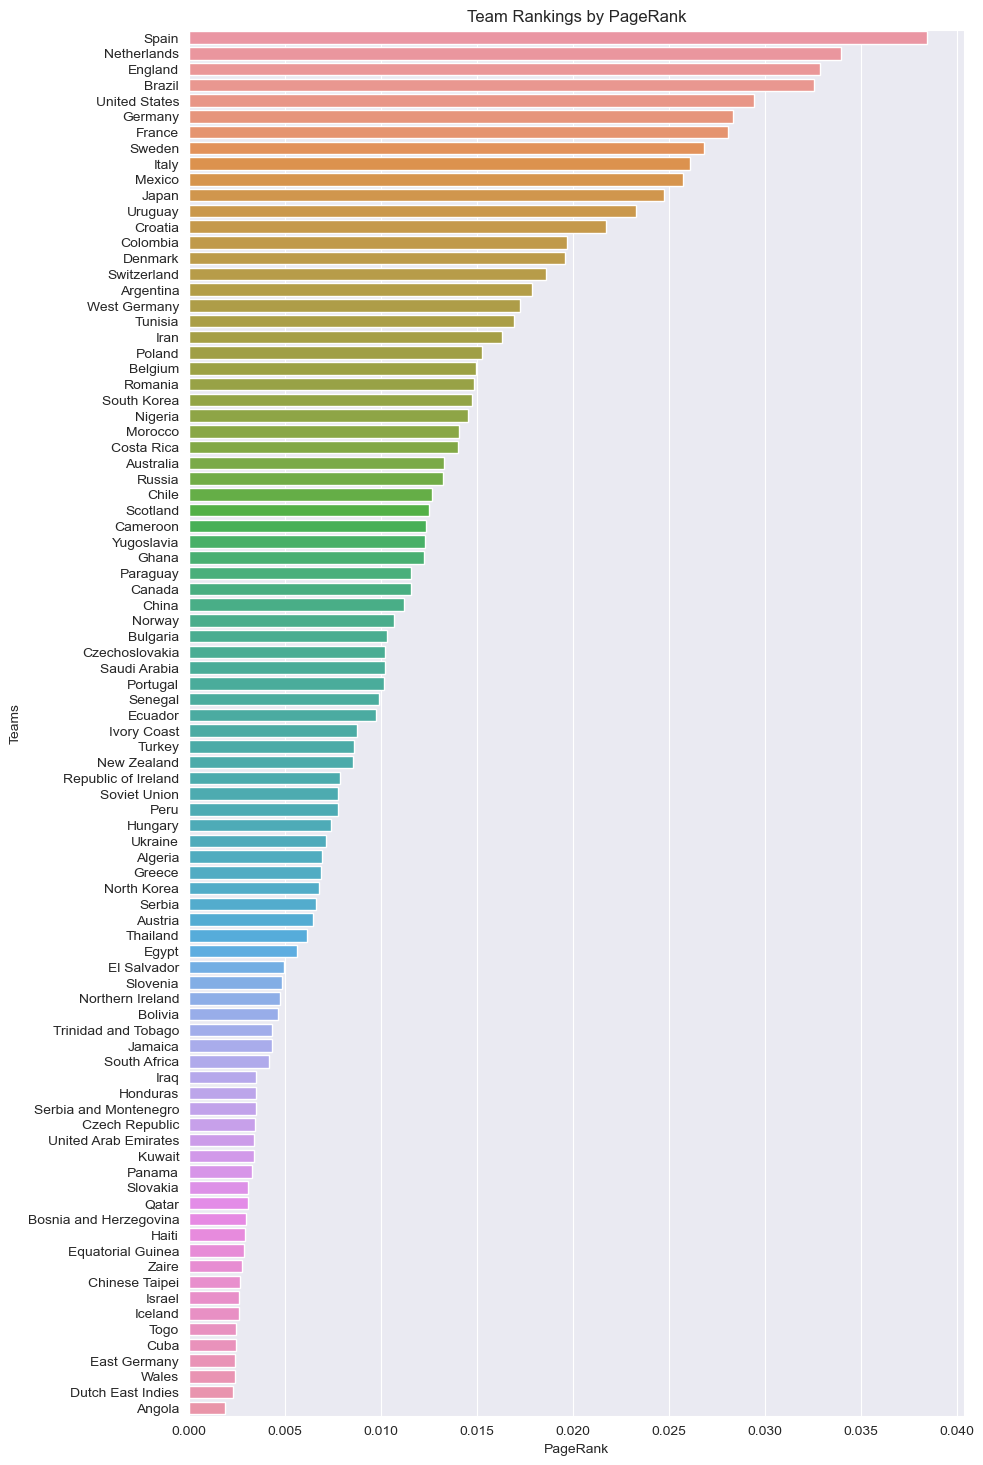 Team Rankings by PageRank
Spain
Netherlands
England
Brazil
United States
Germany
France
Sweden
Italy
Mexico
Japan
Uruguay
Croatia
Colombia
Denmark
Switzerland
Argentina
West Germany
Tunisia
Iran
Poland
Belgium
Romania
South Korea
Nigeria
Morocco
Costa Rica
Australia
Russia
Chile
Scotland
Cameroon
Yugoslavia
Ghana
Paraguay
Canada
China
Norway
Bulgaria
Czechoslovakia
Saudi Arabia
Portugal
Senegal
Ecuador
Ivory Coast
Turkey
New Zealand
Republic of Ireland
Soviet Union
Peru
Hungary
Ukraine
Algeria
Greece
North Korea
Serbia
Austria
Thailand
Egypt
El Salvador
Slovenia
Northern Ireland
Bolivia
Trinidad and Tobago
Jamaica
South Africa
Iraq
Honduras
Serbia and Montenegro
Czech Republic
United Arab Emirates
Kuwait
Panama
Slovakia
Qatar
Bosnia and Herzegovina
Haiti
Equatorial Guinea
Zaire
Chinese Taipei
Israel
Iceland
Togo
Cuba
East Germany
Wales
Dutch East Indies
Angola
Teams
0.000 0.005 0.010 0.015 0.020 0.025 0.030 0.035 0.040
PageRank